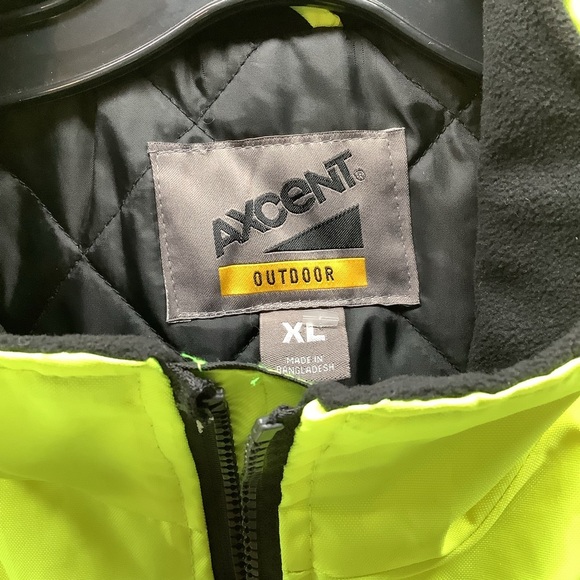 AXCENT®
OUTDOOR
XL
MADE IN
BANGLADESH